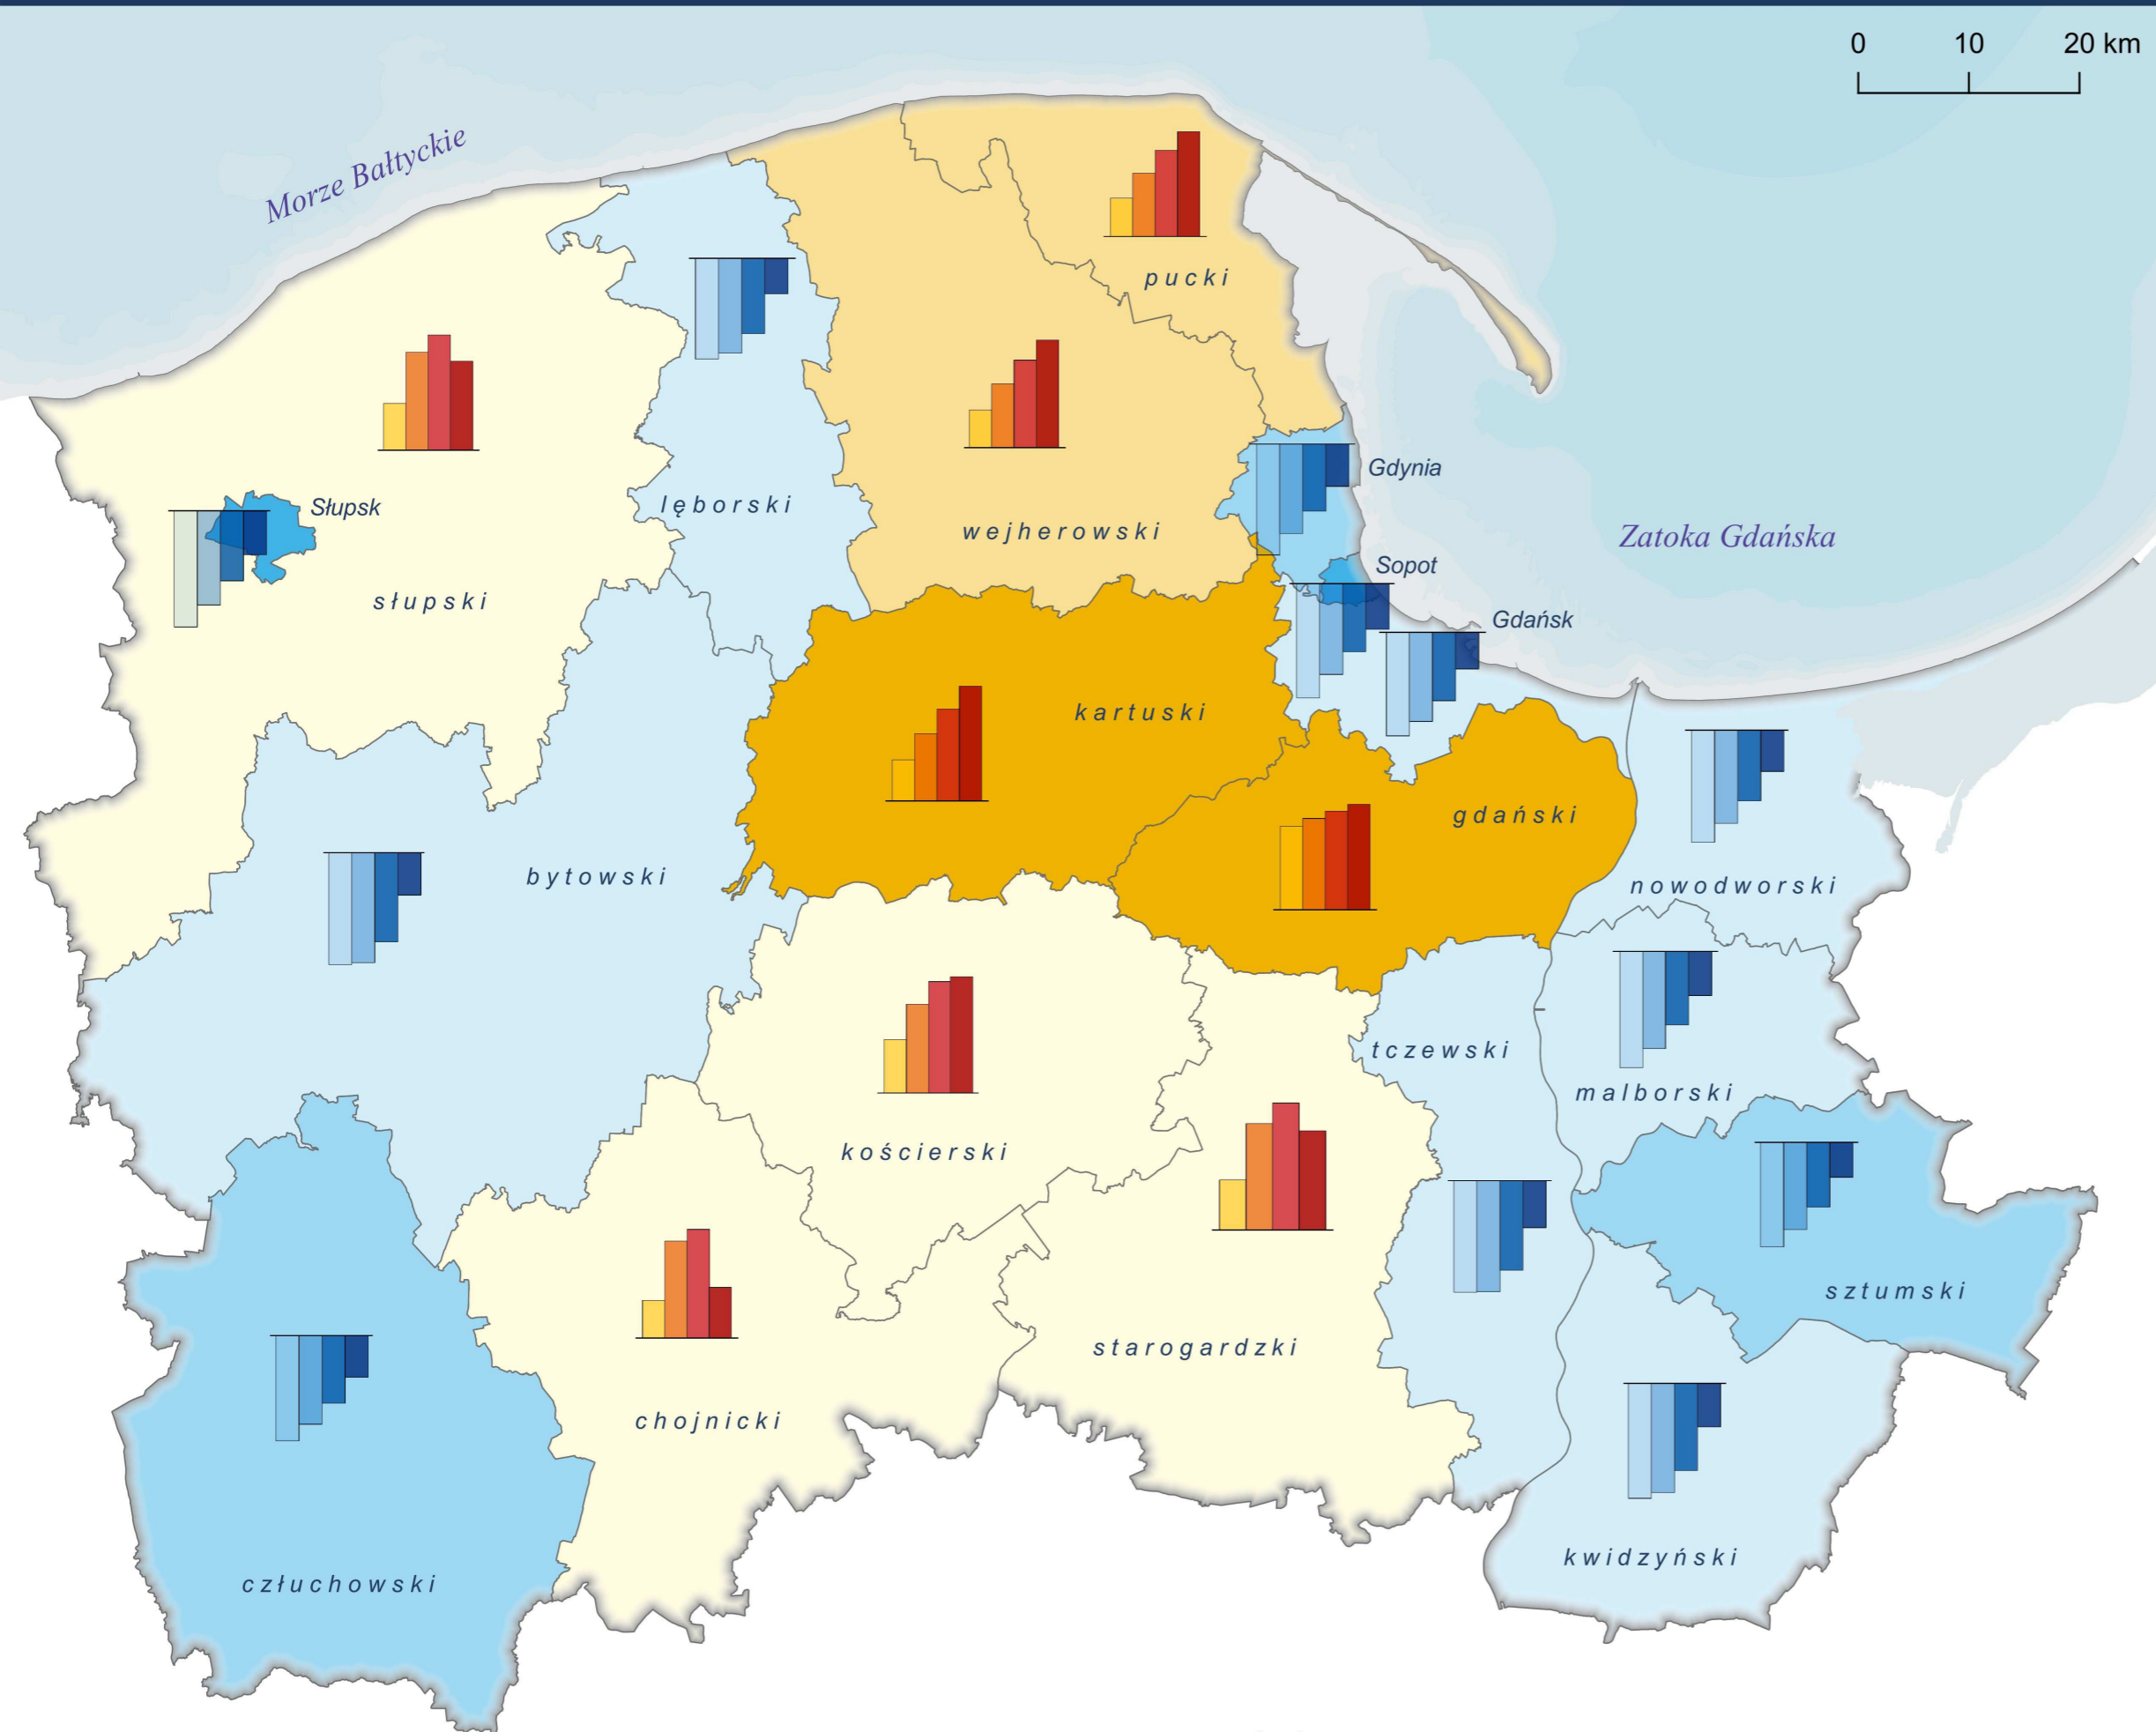 0 10 20 km
Morze Bałtyckie
pucki
Gdynia
Słupsk
lęborski
wejherowski
Zatoka Gdańska
Sopot
słupski
Gdańsk
kartuski
gdański
bytowski
nowodworski
tczewski
malborski
kościerski
sztumski
starogardzki
chojnicki
kwidzyński
człuchowski